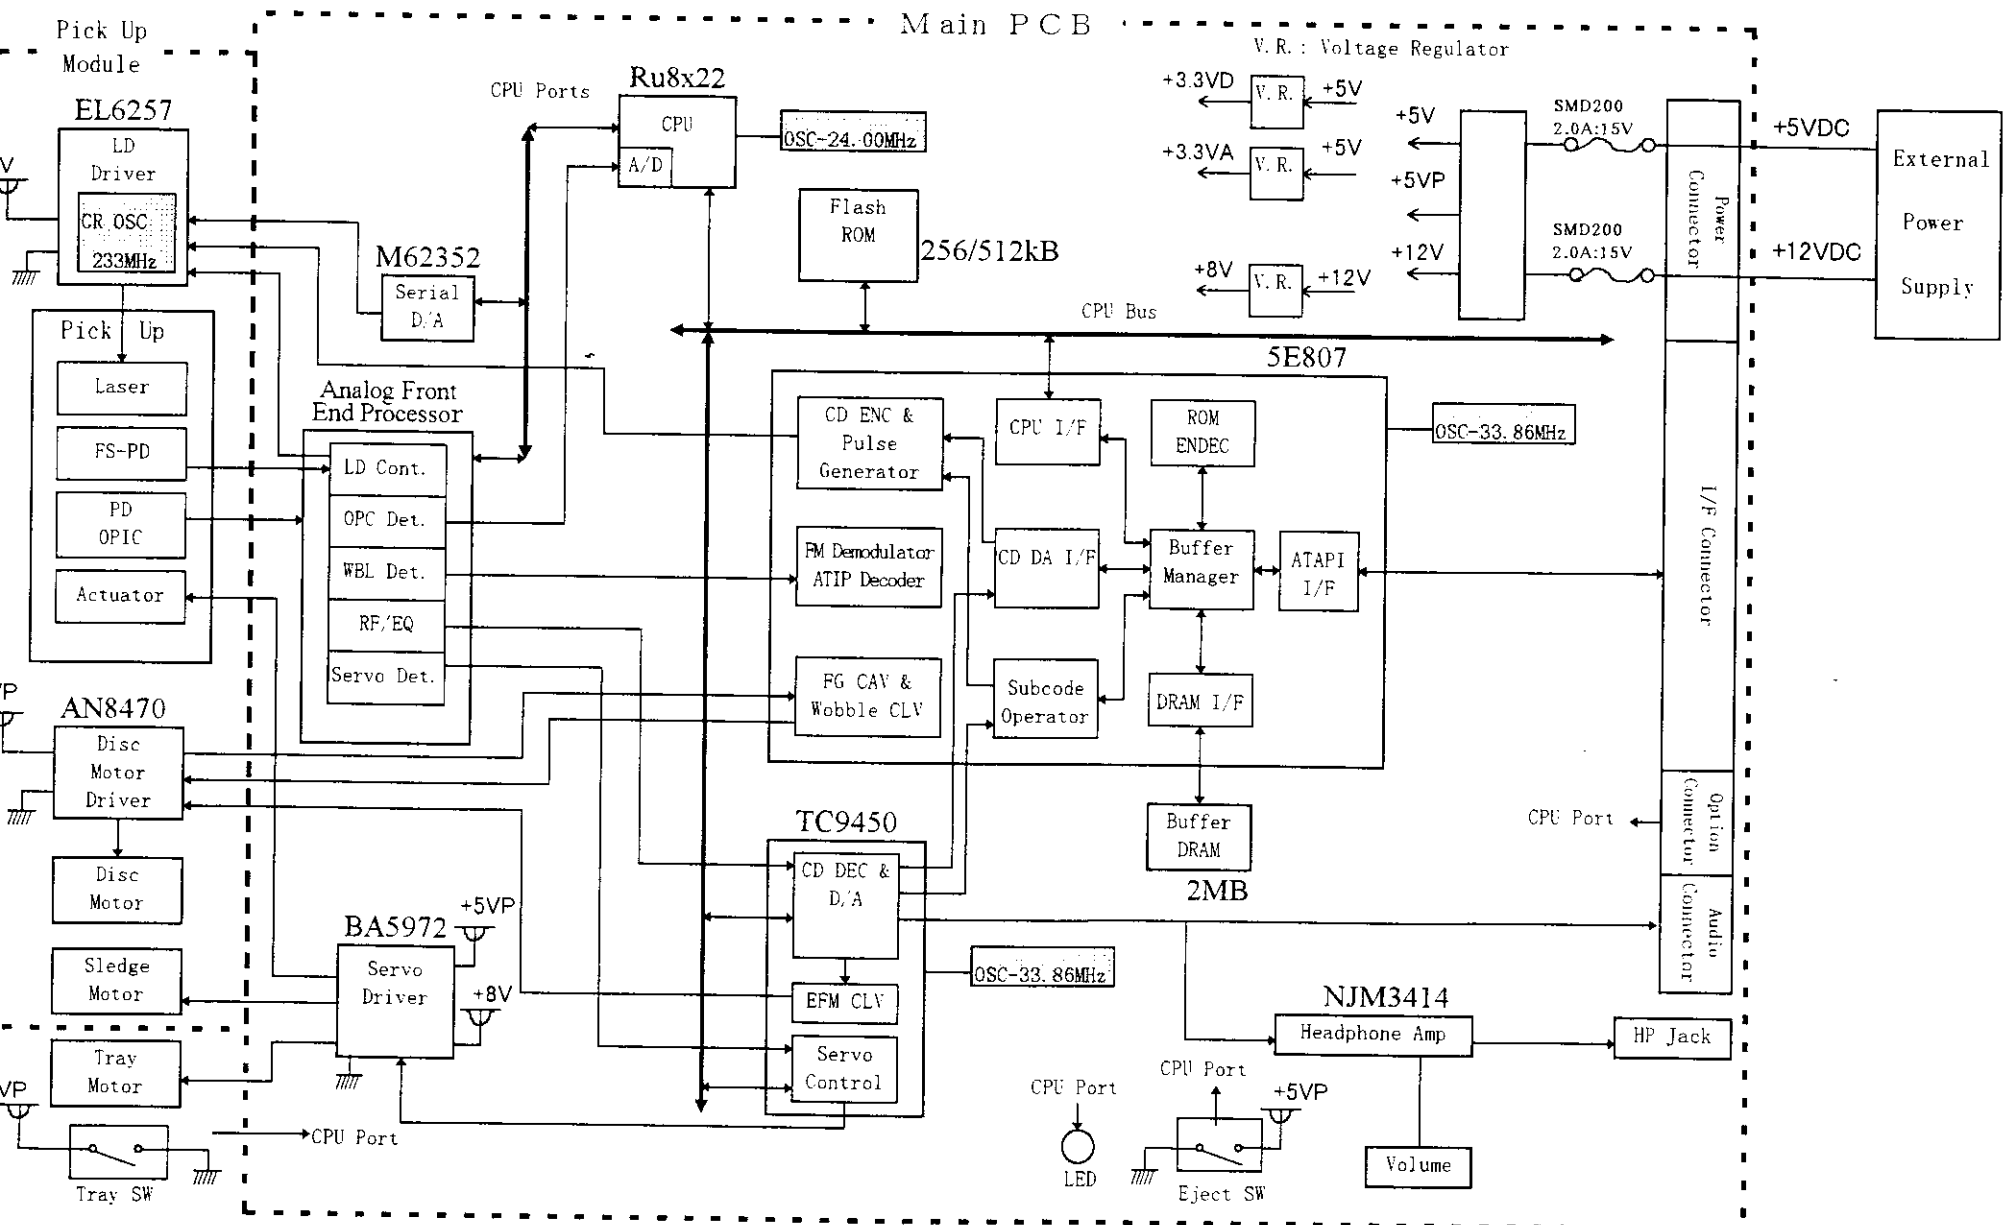 Main PCB
Pick Up
Module
V.R.: Voltage Regulator
EL6257
LD
Driver
CR OSC
233MHz
V
CPU Ports
Ru8x22
CPU
A/D
OSC-24.00MHz
Flash
ROM
256/512kB
+3.3VD
V.R.
+5V
+3.3VA
V.R.
+5V
+8V
V.R.
+12V
+5V
+5VP
+12V
SMD200
2.0A:15V
SMD200
2.0A:15V
Power
Connector
+5VDC
+12VDC
External
Power
Supply
M62352
Serial
D/A
CPU Bus
Pick Up
Laser
FS-PD
PD
OPIC
Actuator
Analog Front
End Processor
LD Cont.
OPC Det.
WBL Det.
RF/EQ
Servo Det.
5E807
CD ENC &
Pulse
Generator
CPU I/F
ROM
ENDEC
OSC-33.86MHz
FM Demodulator
ATIP Decoder
CD DA I/F
Buffer
Manager
ATAPI
I/F
I/F Connector
FG CAV &
Wobble CLV
Subcode
Operator
DRAM I/F
VP
AN8470
Disc
Motor
Driver
Disc
Motor
Sledge
Motor
Tray
Motor
VP
Tray SW
CPU Port
BA5972
Servo
Driver
+5VP
+8V
TC9450
CD DEC &
D/A
EFM CLV
Servo
Control
OSC-33.86MHz
Buffer
DRAM
2MB
CPU Port
Option
Connector
Audio
Connector
NJM3414
Headphone Amp
HP Jack
Volume
CPU Port
LED
CPU Port
+5VP
Eject SW